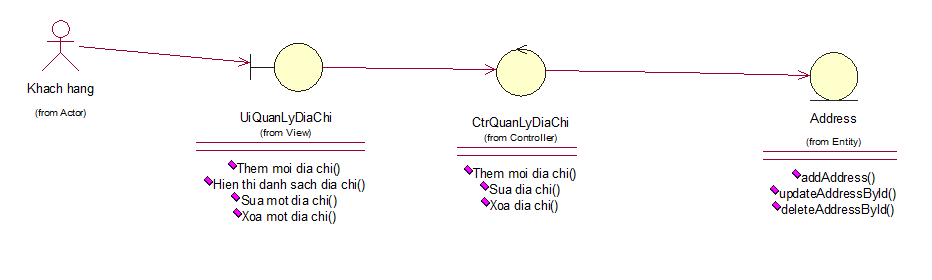 Khach hang
(from Actor)
UiQuanLyDiaChi
(from View)
Them moi dia chi()
Hien thi danh sach dia chi()
Sua mot dia chi()
Xoa mot dia chi()
CtrQuanLyDiaChi
(from Controller)
Them moi dia chi()
Sua dia chi()
Xoa dia chi()
Address
(from Entity)
addAddress()
updateAddressById()
deleteAddressById()